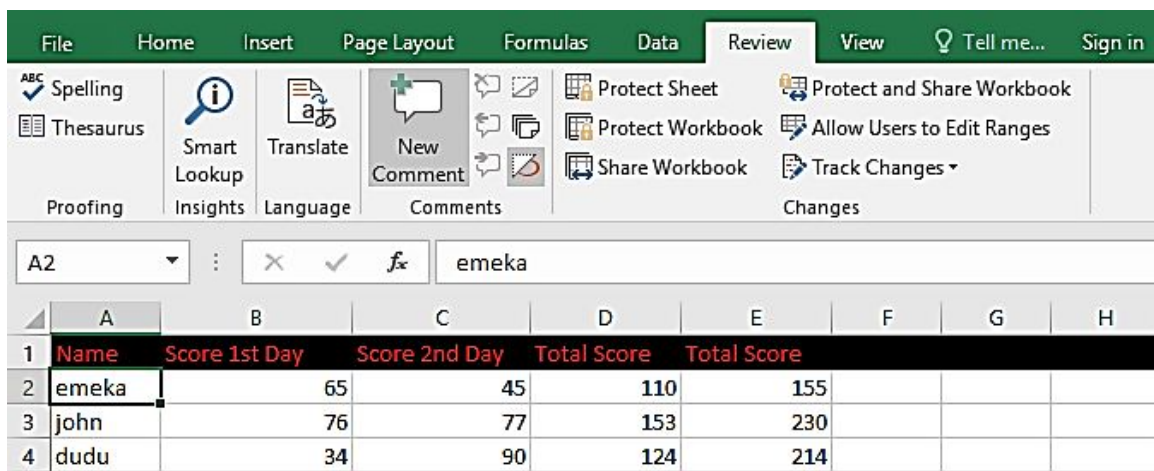 File Home Insert Page Layout Formulas Data Review View Tell me... Sign in
ABC Spelling
Thesaurus
Smart Lookup
Translate
New Comment
Protect Sheet
Protect Workbook
Share Workbook
Protect and Share Workbook
Allow Users to Edit Ranges
Track Changes
Proofing Insights Language Comments Changes
A2 fx emeka
A B C D E F G H
1 Name Score 1st Day Score 2nd Day Total Score Total Score
2 emeka 65 45 110 155
3 john 76 77 153 230
4 dudu 34 90 124 214